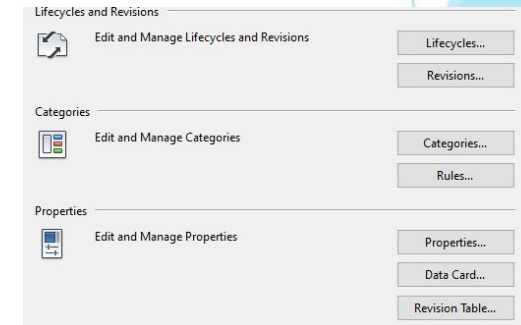 Lifecycles and Revisions
Edit and Manage Lifecycles and Revisions
Lifecycles...
Revisions...
Categories
Edit and Manage Categories
Categories...
Rules...
Properties
Edit and Manage Properties
Properties...
Data Card...
Revision Table...